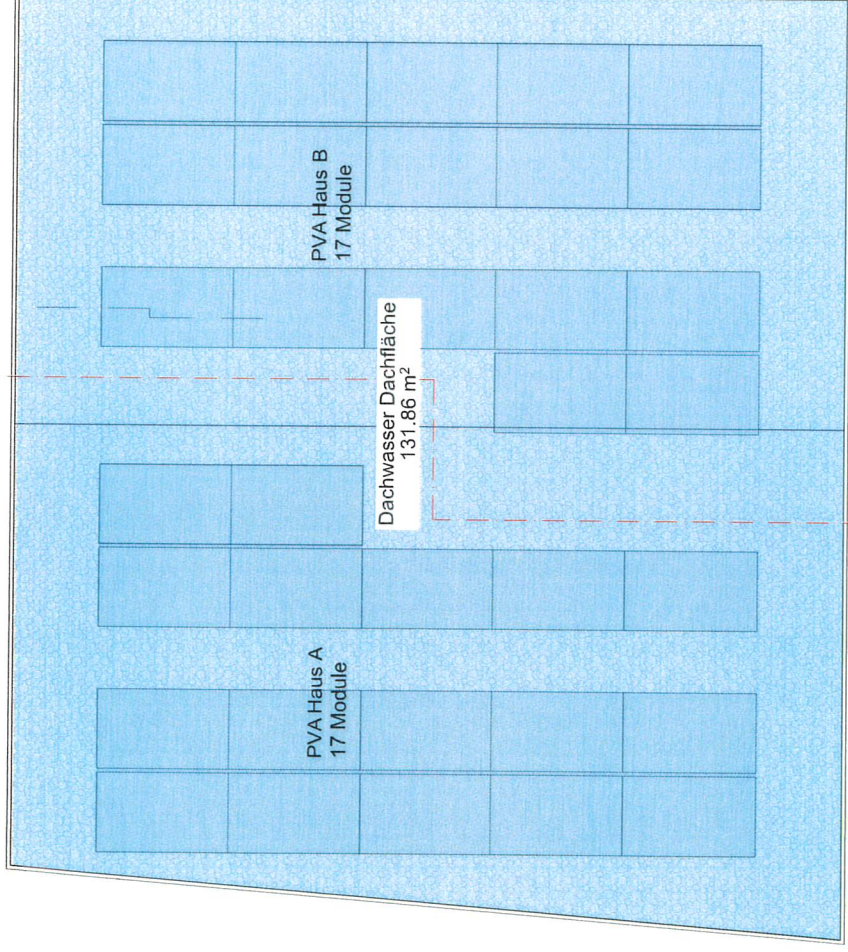 PVA Haus B
17 Module
Dachwasser Dachfläche
131.86 m²
PVA Haus A
17 Module